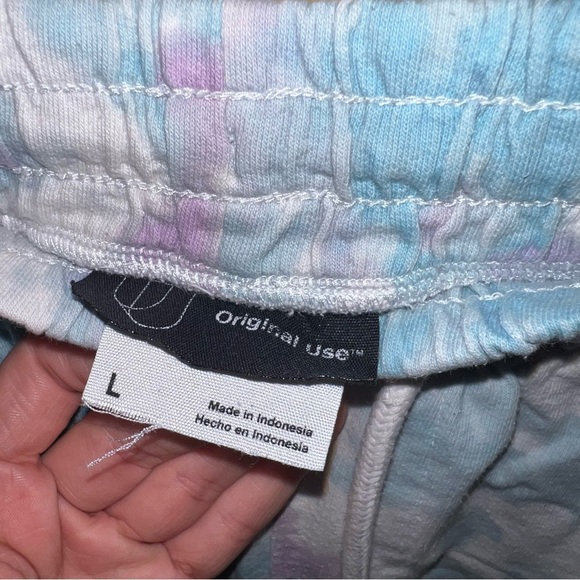 Original use™
L
Made in Indonesia
Hecho en Indonesia